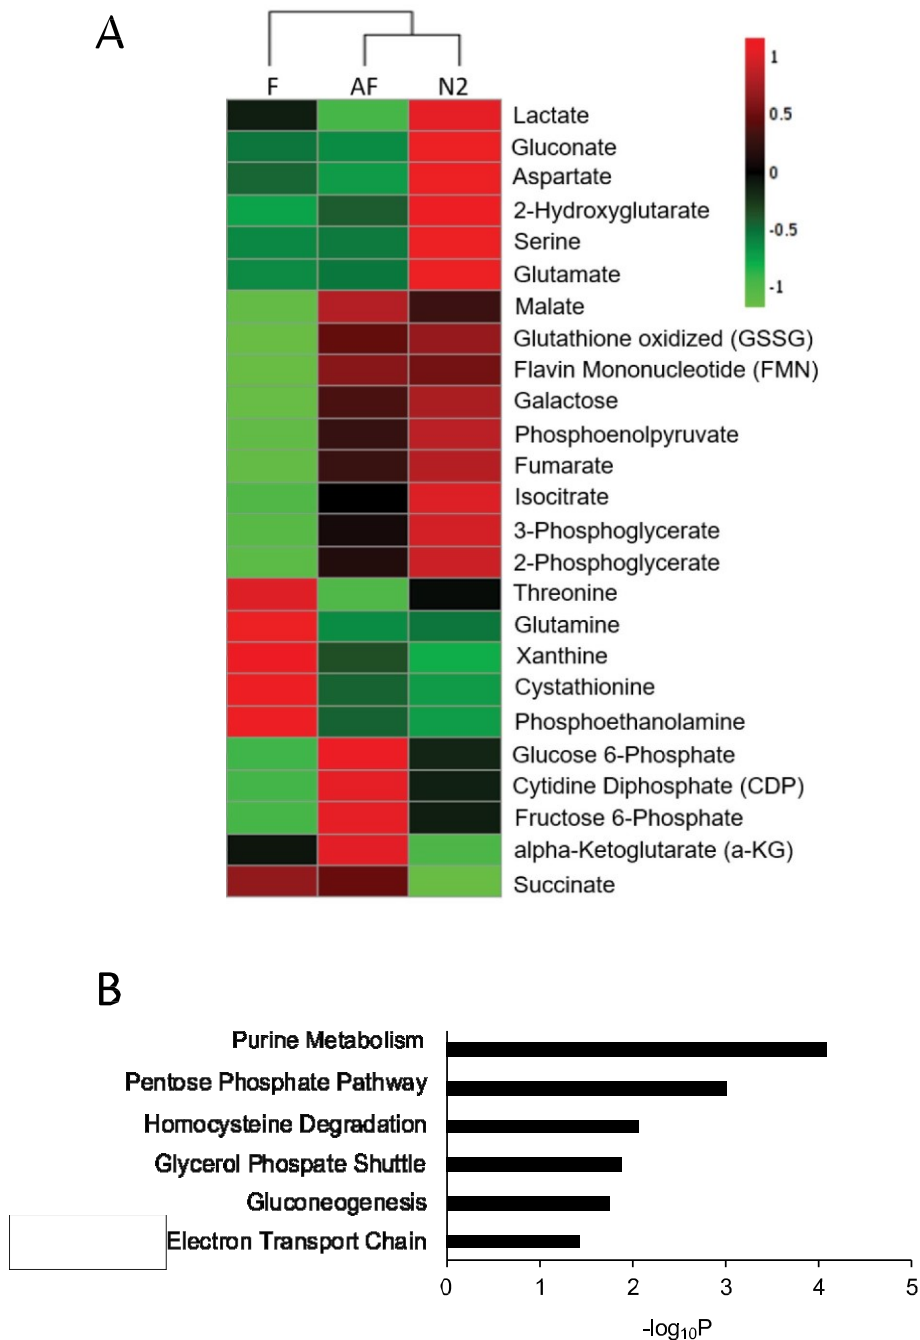 A
F AF N2
1
0.5
0
-0.5
-1
Lactate
Gluconate
Aspartate
2-Hydroxyglutarate
Serine
Glutamate
Malate
Glutathione oxidized (GSSG)
Flavin Mononucleotide (FMN)
Galactose
Phosphoenolpyruvate
Fumarate
Isocitrate
3-Phosphoglycerate
2-Phosphoglycerate
Threonine
Glutamine
Xanthine
Cystathionine
Phosphoethanolamine
Glucose 6-Phosphate
Cytidine Diphosphate (CDP)
Fructose 6-Phosphate
alpha-Ketoglutarate (a-KG)
Succinate
B
Purine Metabolism
Pentose Phosphate Pathway
Homocysteine Degradation
Glycerol Phospate Shuttle
Gluconeogenesis
Electron Transport Chain
0 1 2 3 4 5
-log₁₀P